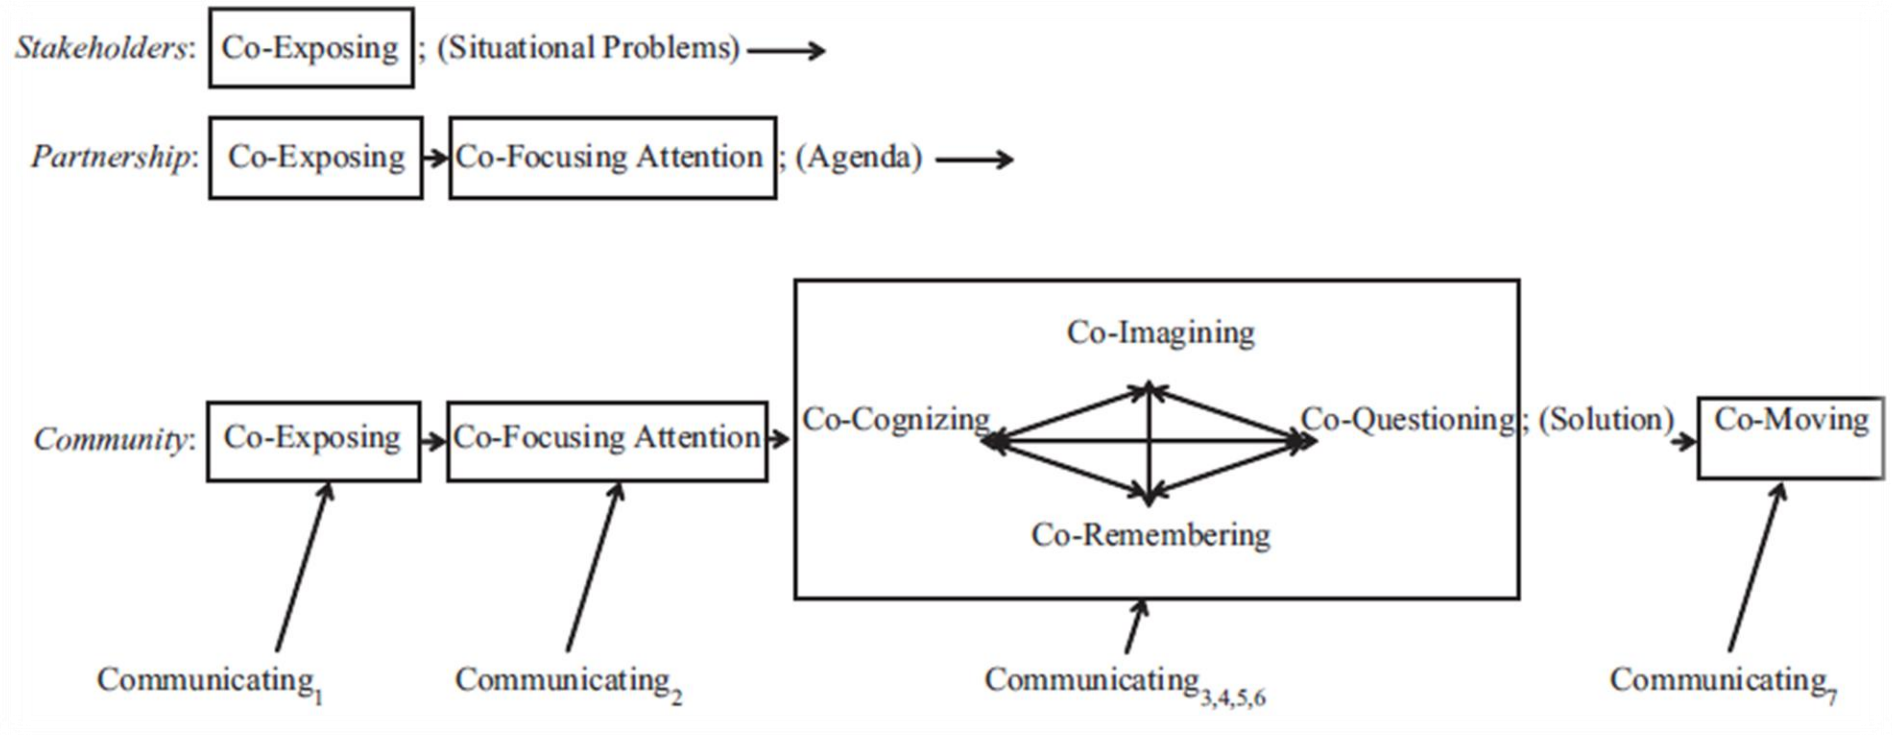 Stakeholders: Co-Exposing ; (Situational Problems)
Partnership: Co-Exposing Co-Focusing Attention ; (Agenda)
Co-Imagining
Community: Co-Exposing Co-Focusing Attention Co-Cognizing Co-Questioning ; (Solution) Co-Moving
Co-Remembering
Communicating1 Communicating2 Communicating3,4,5,6 Communicating7